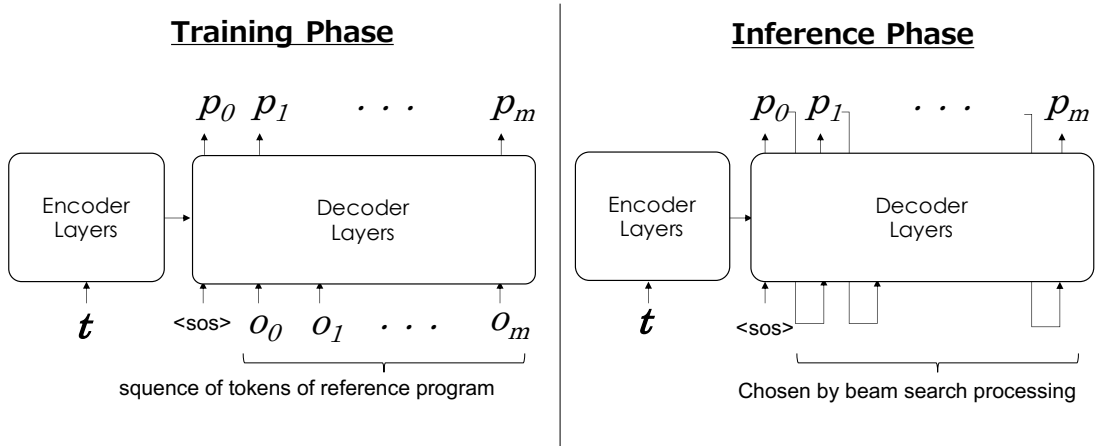 Training Phase
p0 p1 . . . pm
Encoder
Layers
Decoder
Layers
t <sos> o0 o1 . . . om
squence of tokens of reference program
Inference Phase
p0 p1 . . . pm
Encoder
Layers
Decoder
Layers
t <sos>
Chosen by beam search processing